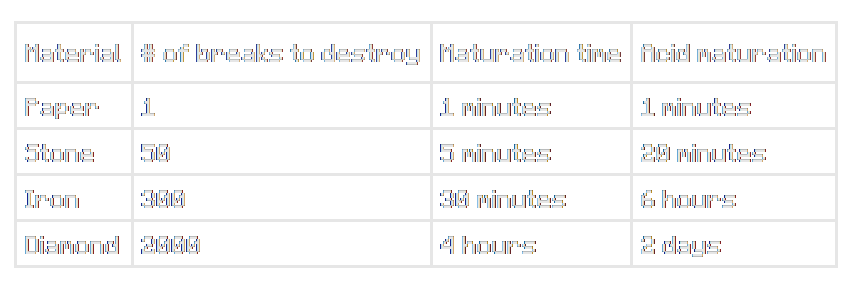 Material # of breaks to destroy Maturation time Acid maturation
Paper 1 1 minutes 1 minutes
Stone 50 5 minutes 20 minutes
Iron 300 30 minutes 6 hours
Diamond 2000 4 hours 2 days